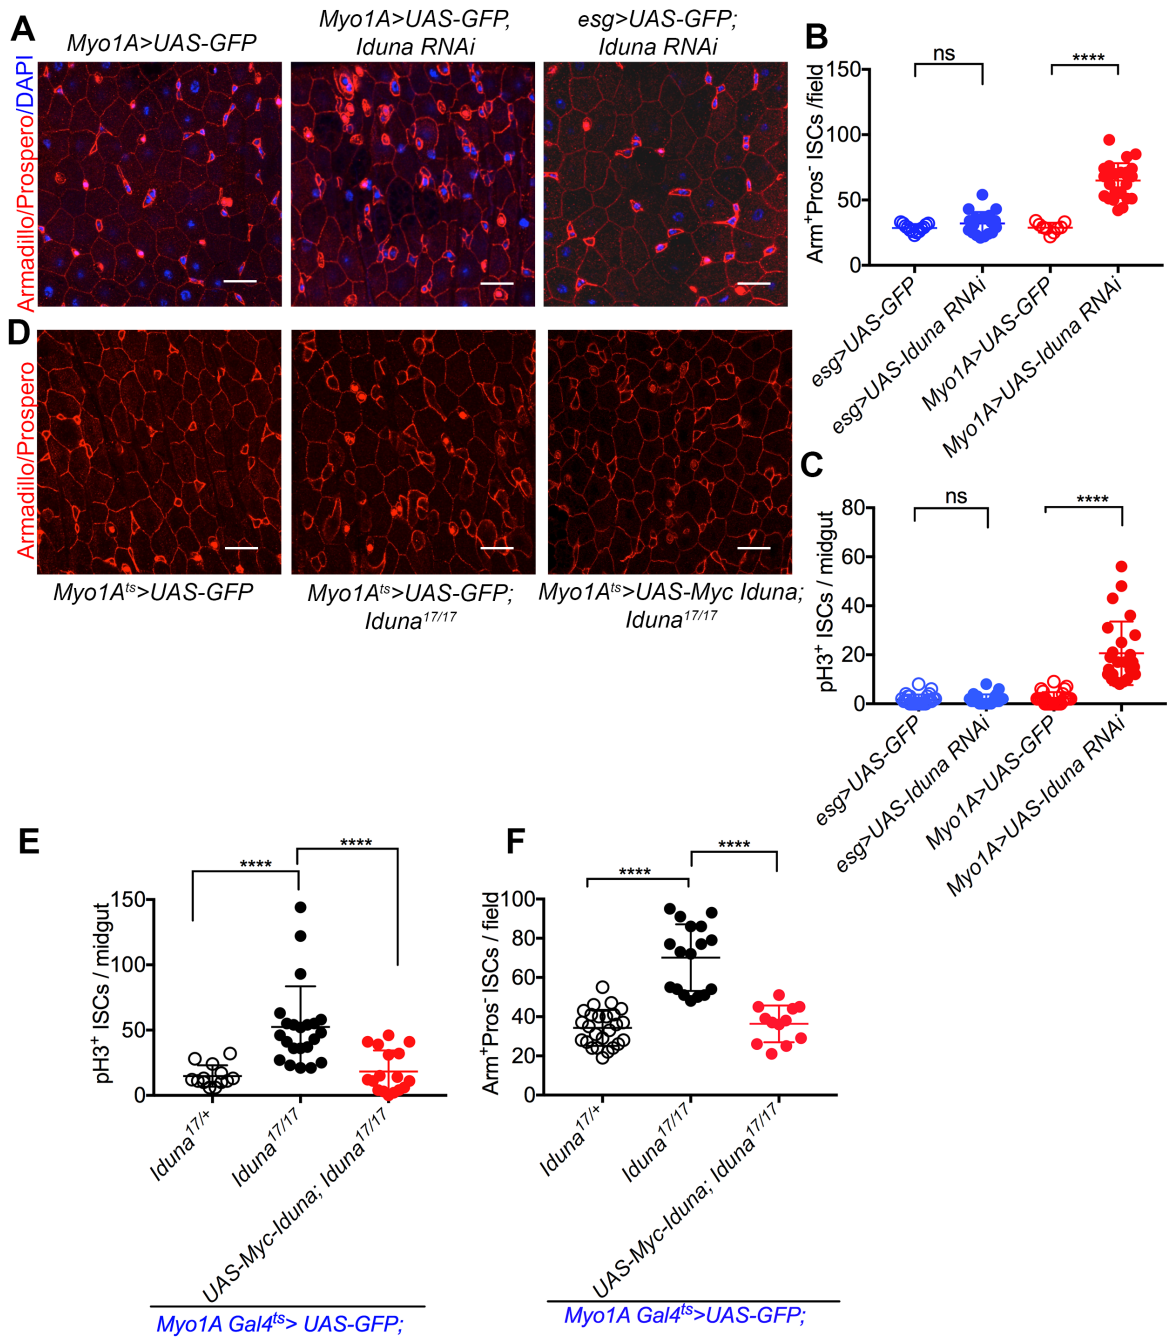 A
Myo1A>UAS-GFP
Myo1A>UAS-GFP,
Iduna RNAi
esg>UAS-GFP;
Iduna RNAi
Armadillo/Prospero/DAPI
B
ns
****
150
100
50
0
Arm+Pros- ISCs /field
esg>UAS-GFP
esg>UAS-Iduna RNAi
Myo1A>UAS-GFP
Myo1A>UAS-Iduna RNAi
D
Armadillo/Prospero
Myo1Ats>UAS-GFP
Myo1Ats>UAS-GFP;
Iduna17/17
Myo1Ats>UAS-Myc Iduna;
Iduna17/17
C
ns
****
80
60
40
20
0
pH3+ ISCs / midgut
esg>UAS-GFP
esg>UAS-Iduna RNAi
Myo1A>UAS-GFP
Myo1A>UAS-Iduna RNAi
E
****
****
150
100
50
0
pH3+ ISCs / midgut
Iduna17/+
Iduna17/17
UAS-Myc-Iduna; Iduna17/17
Myo1A Gal4ts> UAS-GFP;
F
****
****
100
80
60
40
20
0
Arm+Pros- ISCs / field
Iduna17/+
Iduna17/17
UAS-Myc-Iduna; Iduna17/17
Myo1A Gal4ts>UAS-GFP;